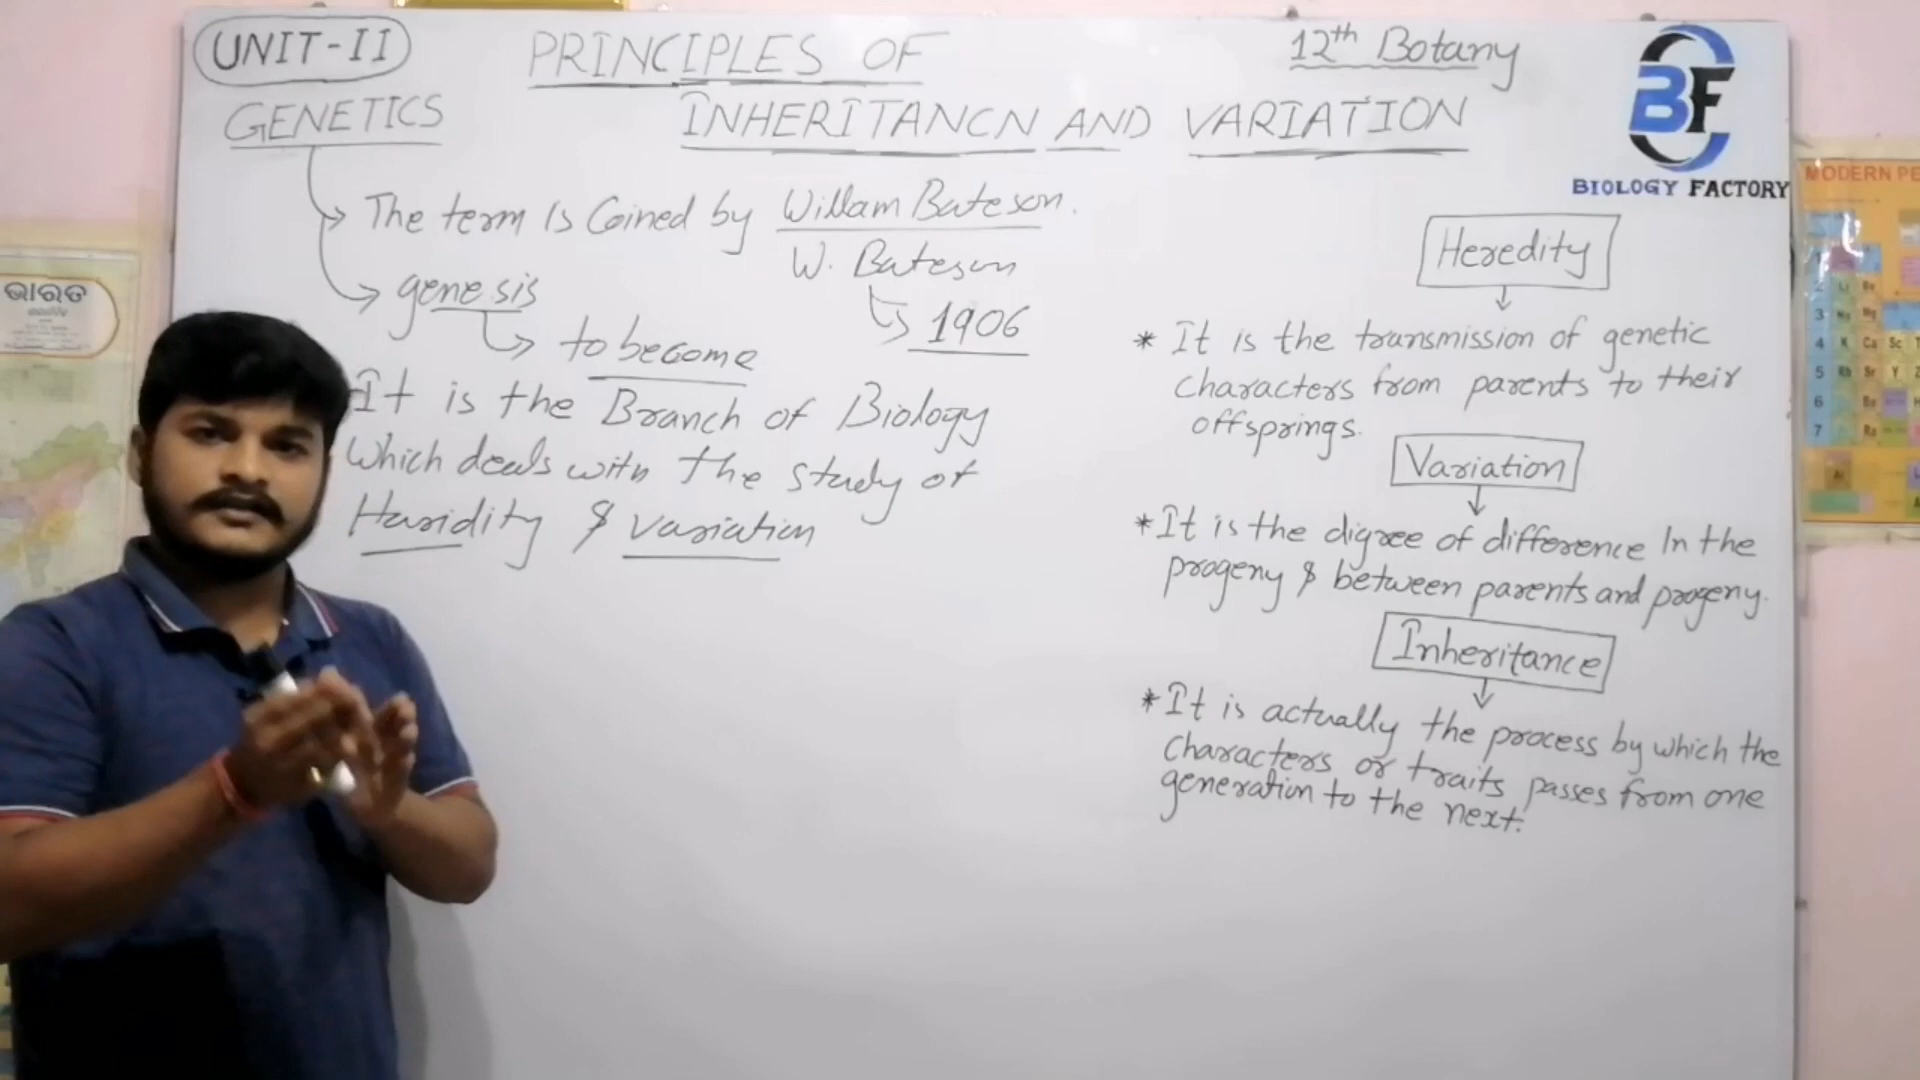 UNIT-II
PRINCIPLES OF
12th Botany
GENETICS
INHERITANCN AND VARIATION
BF
BIOLOGY FACTORY
The term Is Coined by Willam Bateson.
W. Bateson
1906
genesis
to become
It is the Branch of Biology
Which deals with the study of
Haridity & variation
Heredity
* It is the transmission of genetic
characters from parents to their
offsprings.
Variation
* It is the digree of difference In the
progeny & between parents and progeny.
Inheritance
* It is actually the process by which the
characters or traits passes from one
generation to the next.
ଭାରତ
MODERN PE